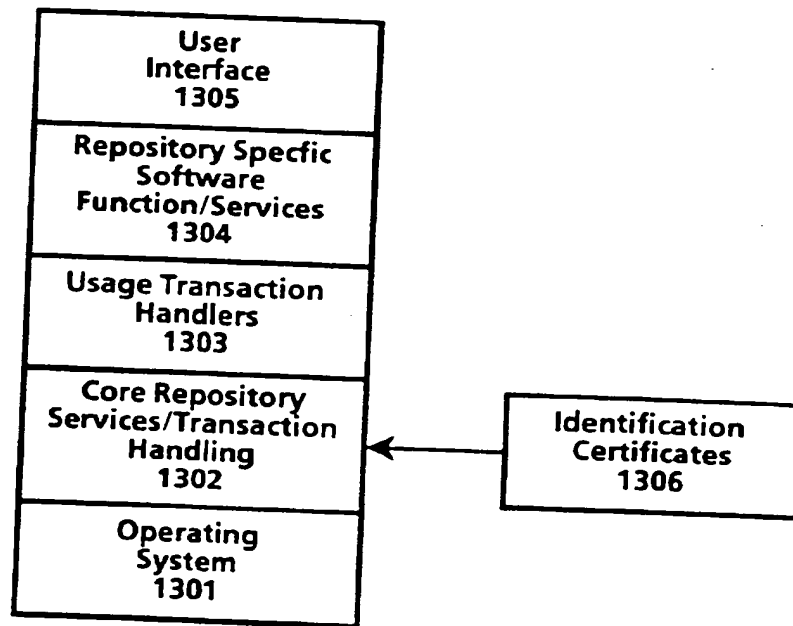 User
Interface
1305
Repository Specfic
Software
Function/Services
1304
Usage Transaction
Handlers
1303
Core Repository
Services/Transaction
Handling
1302
Operating
System
1301
Identification
Certificates
1306